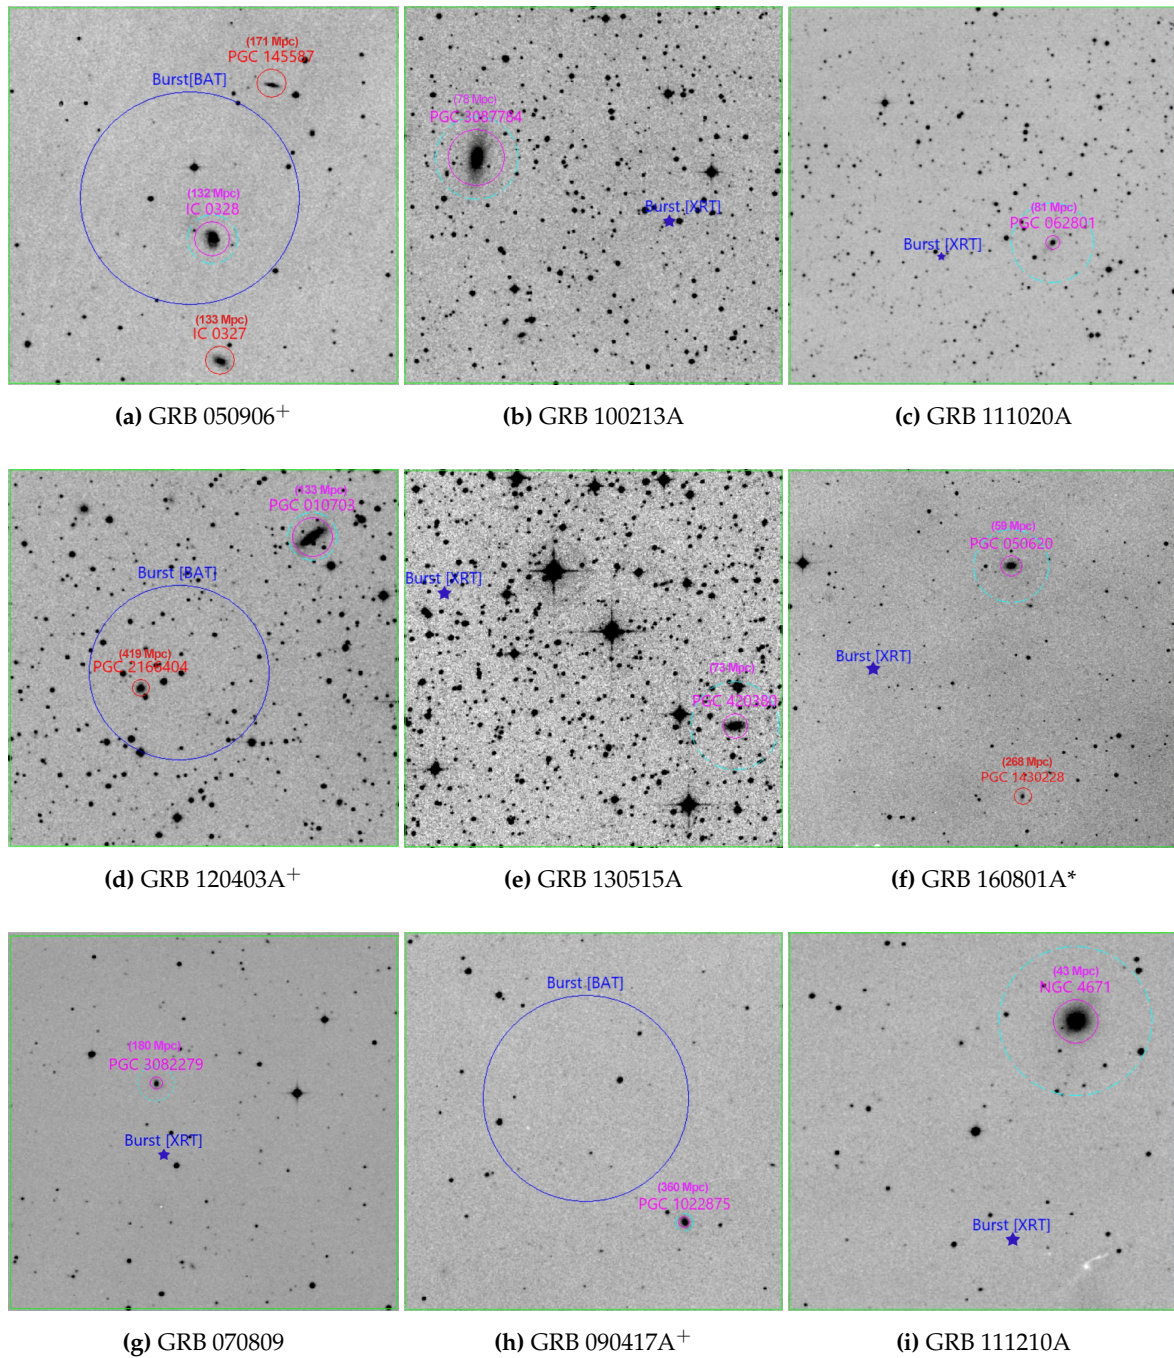 (171 Mpc)
PGC 145587
Burst[BAT]
(132 Mpc)
IC 0328
(133 Mpc)
IC 0327
(a) GRB 050906+
(78 Mpc)
PGC 3087784
Burst [XRT]
(b) GRB 100213A
(81 Mpc)
PGC 062801
Burst [XRT]
(c) GRB 111020A
(133 Mpc)
PGC 010703
Burst [BAT]
(419 Mpc)
PGC 2166404
(d) GRB 120403A+
Burst [XRT]
(73 Mpc)
PGC 420380
(e) GRB 130515A
(59 Mpc)
PGC 050620
Burst [XRT]
(268 Mpc)
PGC 1430228
(f) GRB 160801A*
(180 Mpc)
PGC 3082279
Burst [XRT]
(g) GRB 070809
Burst [BAT]
(360 Mpc)
PGC 1022875
(h) GRB 090417A+
(43 Mpc)
NGC 4671
Burst [XRT]
(i) GRB 111210A